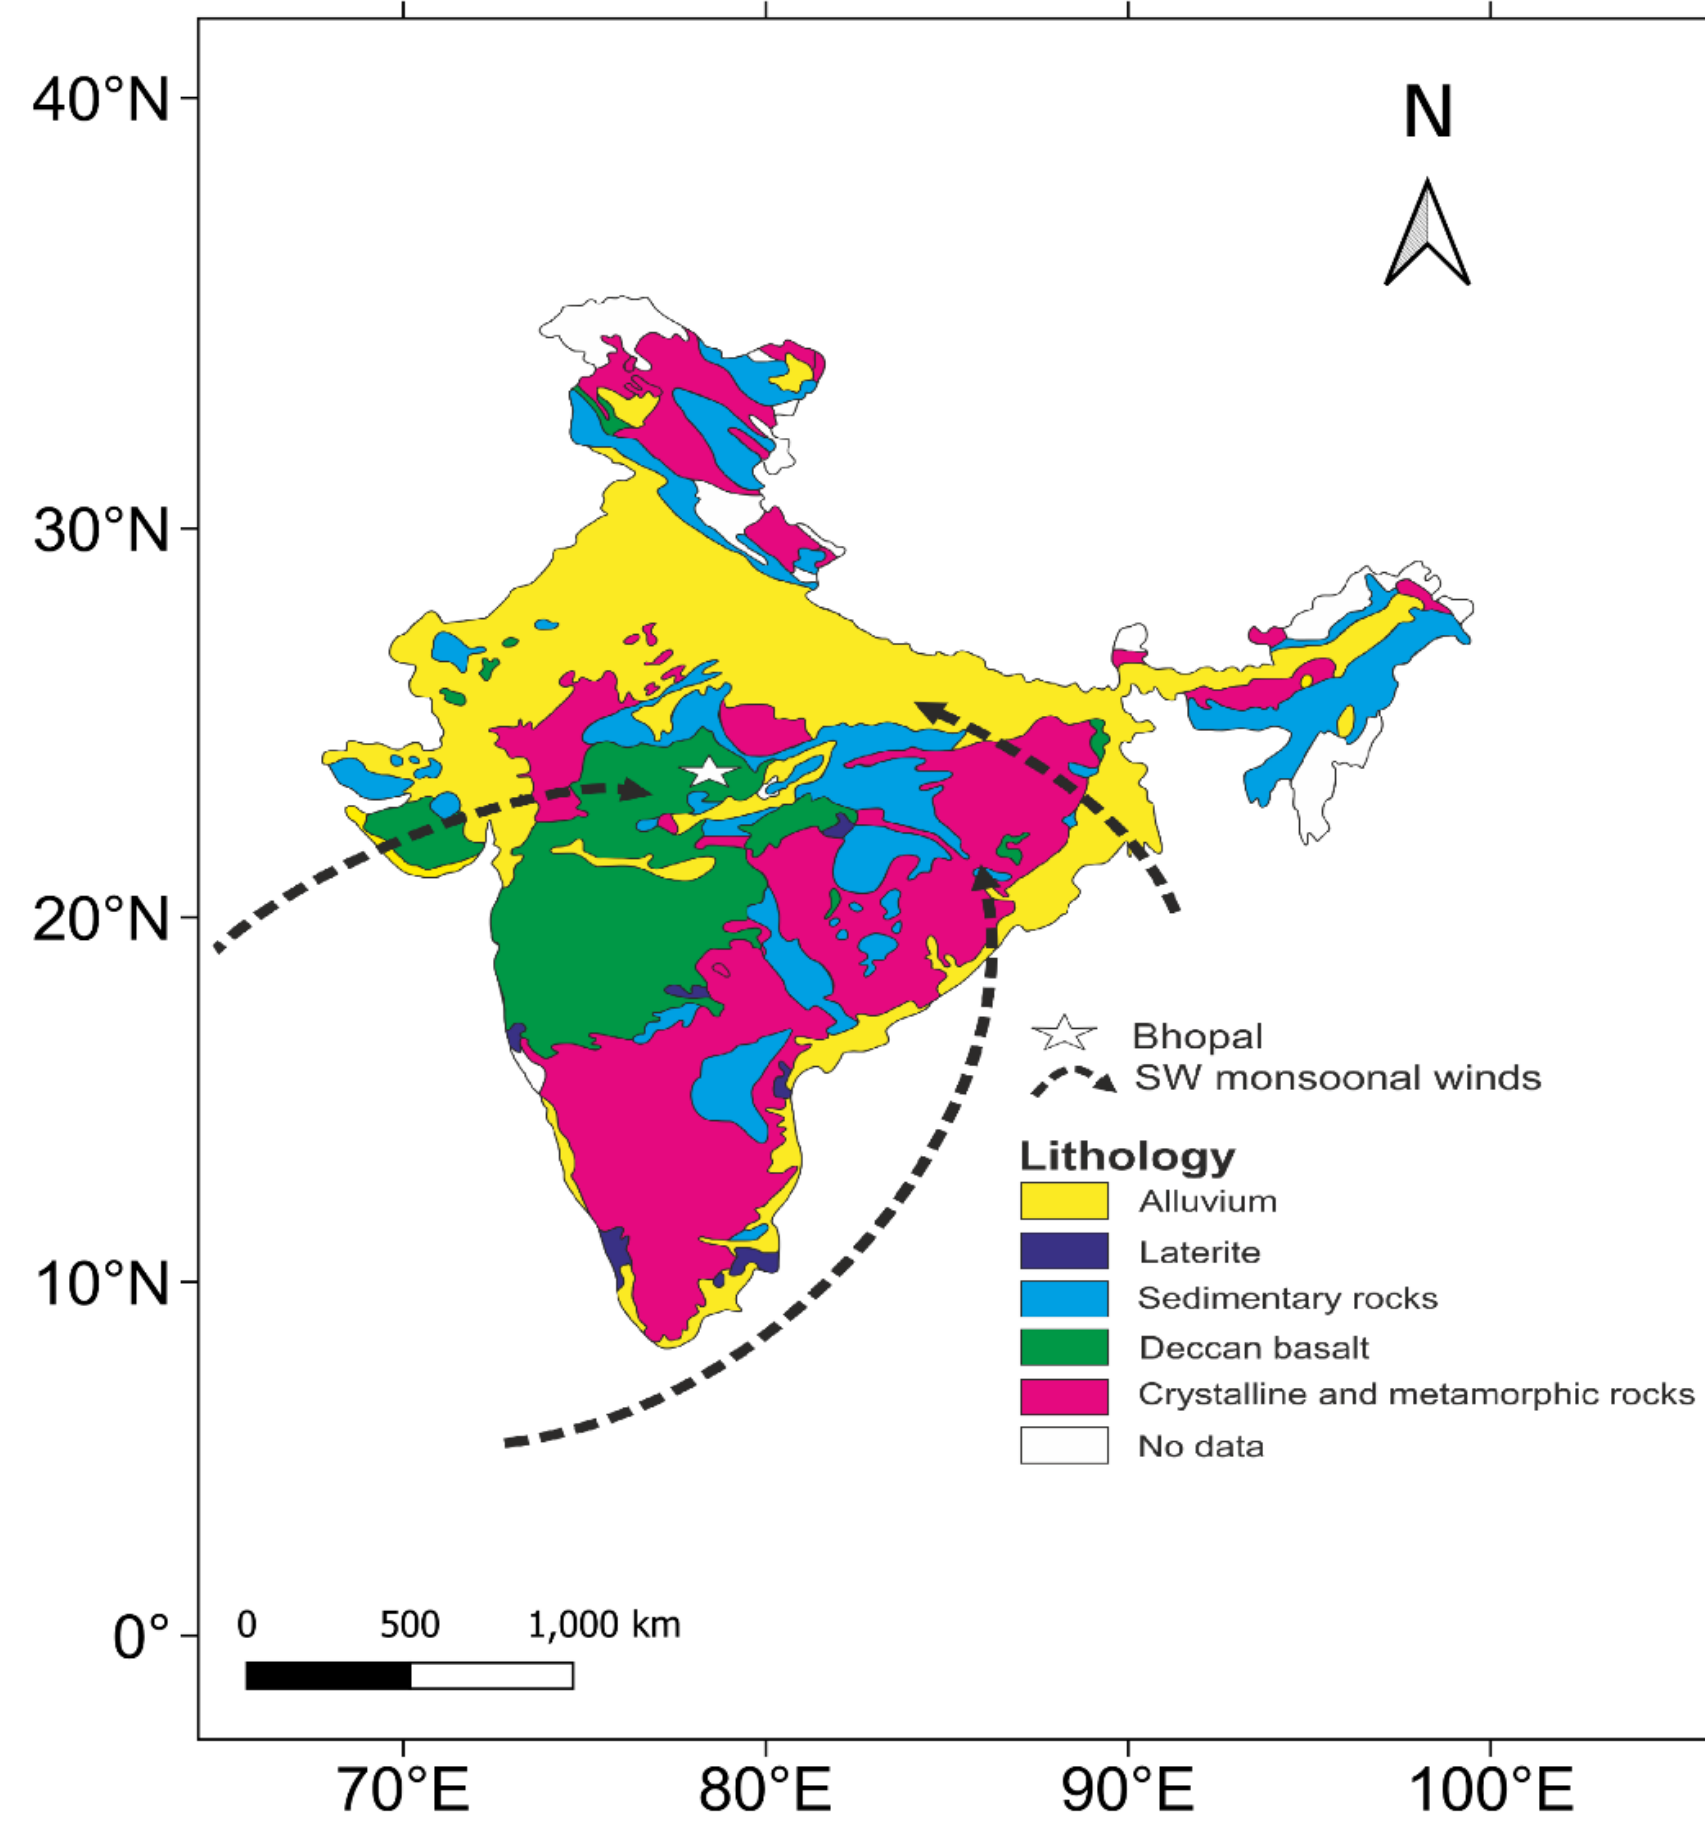 40°N
N
30°N
20°N
Bhopal
SW monsoonal winds
Lithology
Alluvium
Laterite
10°N
Sedimentary rocks
Deccan basalt
Crystalline and metamorphic rocks
No data
0°
0 500 1,000 km
70°E 80°E 90°E 100°E